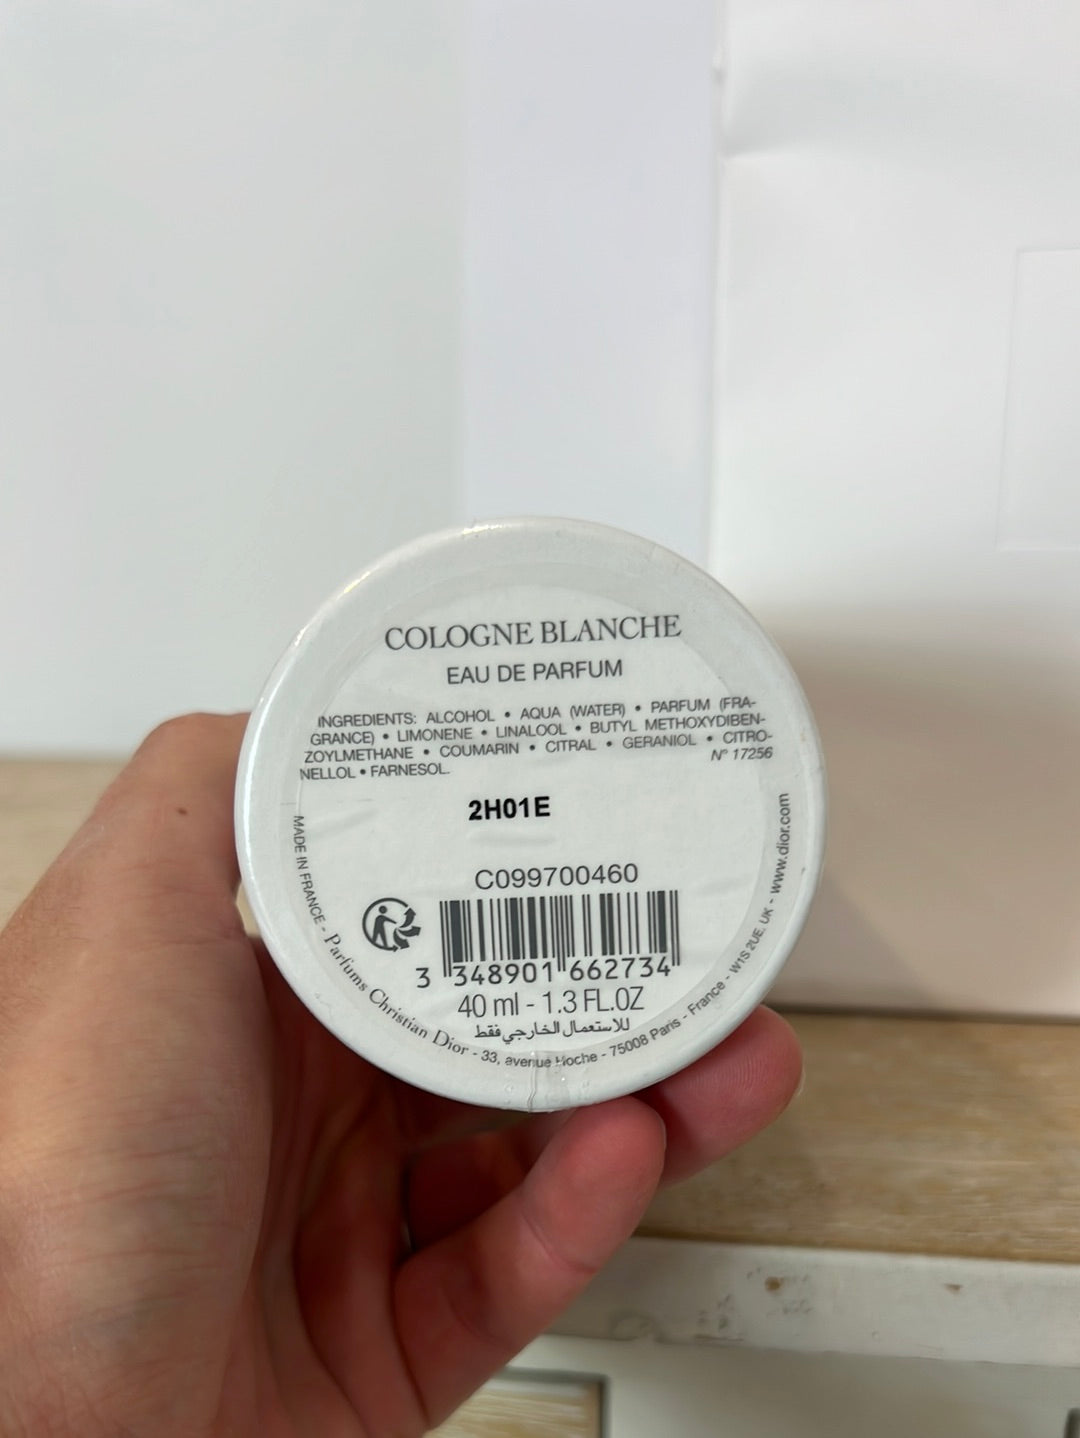 COLOGNE BLANCHE
EAU DE PARFUM
INGREDIENTS: ALCOHOL • AQUA (WATER) • PARFUM (FRA-
GRANCE) • LIMONENE • LINALOOL • BUTYL METHOXYDIBEN-
ZOYLMETHANE • COUMARIN • CITRAL • GERANIOL • CITRO-
NELLOL • FARNESOL.
N° 17256
2H01E
C099700460
3 348901 662734
40 ml - 1.3 FL.OZ
للاستعمال الخارجي فقط
MADE IN FRANCE - Parfums Christian Dior - 33, avenue Hoche - 75008 Paris - France - W1S 2UE, UK - www.dior.com